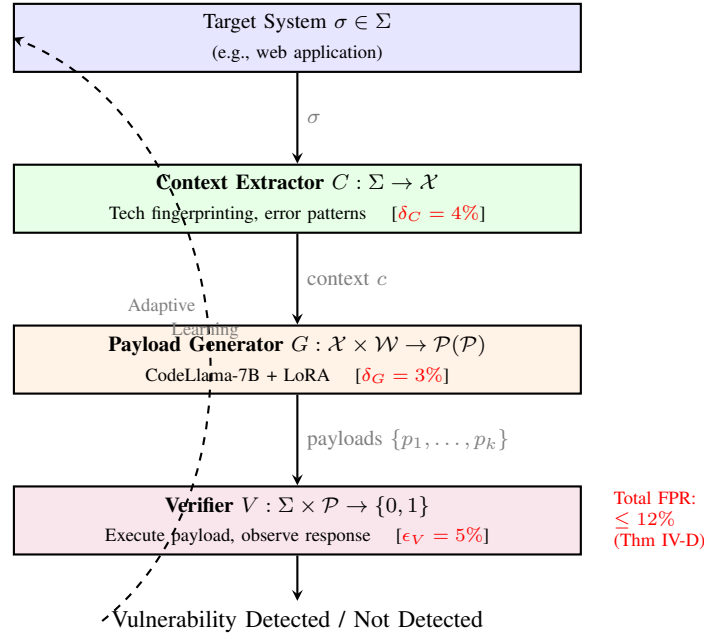 Target System σ ∈ Σ
(e.g., web application)
σ
Context Extractor C : Σ → 𝒳
Tech fingerprinting, error patterns [δ_C = 4%]
context c
Adaptive
Learning
Payload Generator G : 𝒳 × 𝒲 → 𝒫(𝒫)
CodeLlama-7B + LoRA [δ_G = 3%]
payloads {p_1, . . . , p_k}
Verifier V : Σ × 𝒫 → {0, 1}
Execute payload, observe response [ϵ_V = 5%]
Total FPR:
≤ 12%
(Thm IV-D)
Vulnerability Detected / Not Detected